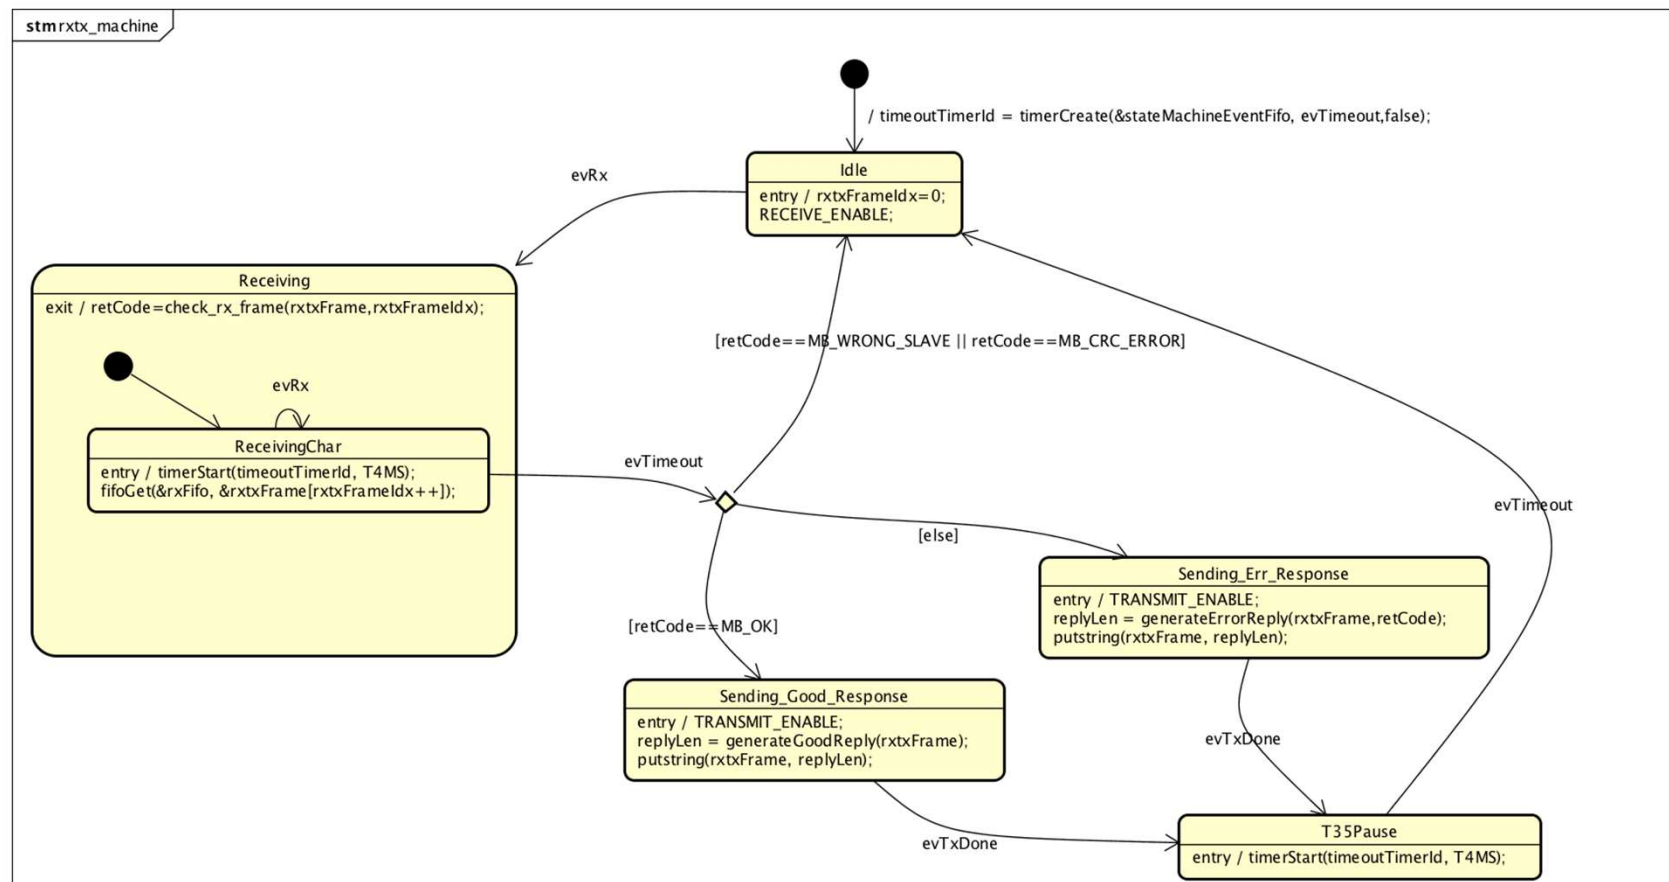 stm rxtx_machine
/ timeoutTimerId = timerCreate(&stateMachineEventFifo, evTimeout,false);
Idle
entry / rxtxFrameIdx=0;
RECEIVE_ENABLE;
evRx
Receiving
exit / retCode=check_rx_frame(rxtxFrame,rxtxFrameIdx);
evRx
ReceivingChar
entry / timerStart(timeoutTimerId, T4MS);
fifoGet(&rxFifo, &rxtxFrame[rxtxFrameIdx++]);
[retCode==MB_WRONG_SLAVE || retCode==MB_CRC_ERROR]
evTimeout
evTimeout
[else]
Sending_Err_Response
entry / TRANSMIT_ENABLE;
replyLen = generateErrorReply(rxtxFrame,retCode);
putstring(rxtxFrame, replyLen);
[retCode==MB_OK]
Sending_Good_Response
entry / TRANSMIT_ENABLE;
replyLen = generateGoodReply(rxtxFrame);
putstring(rxtxFrame, replyLen);
evTxDone
evTxDone
T35Pause
entry / timerStart(timeoutTimerId, T4MS);